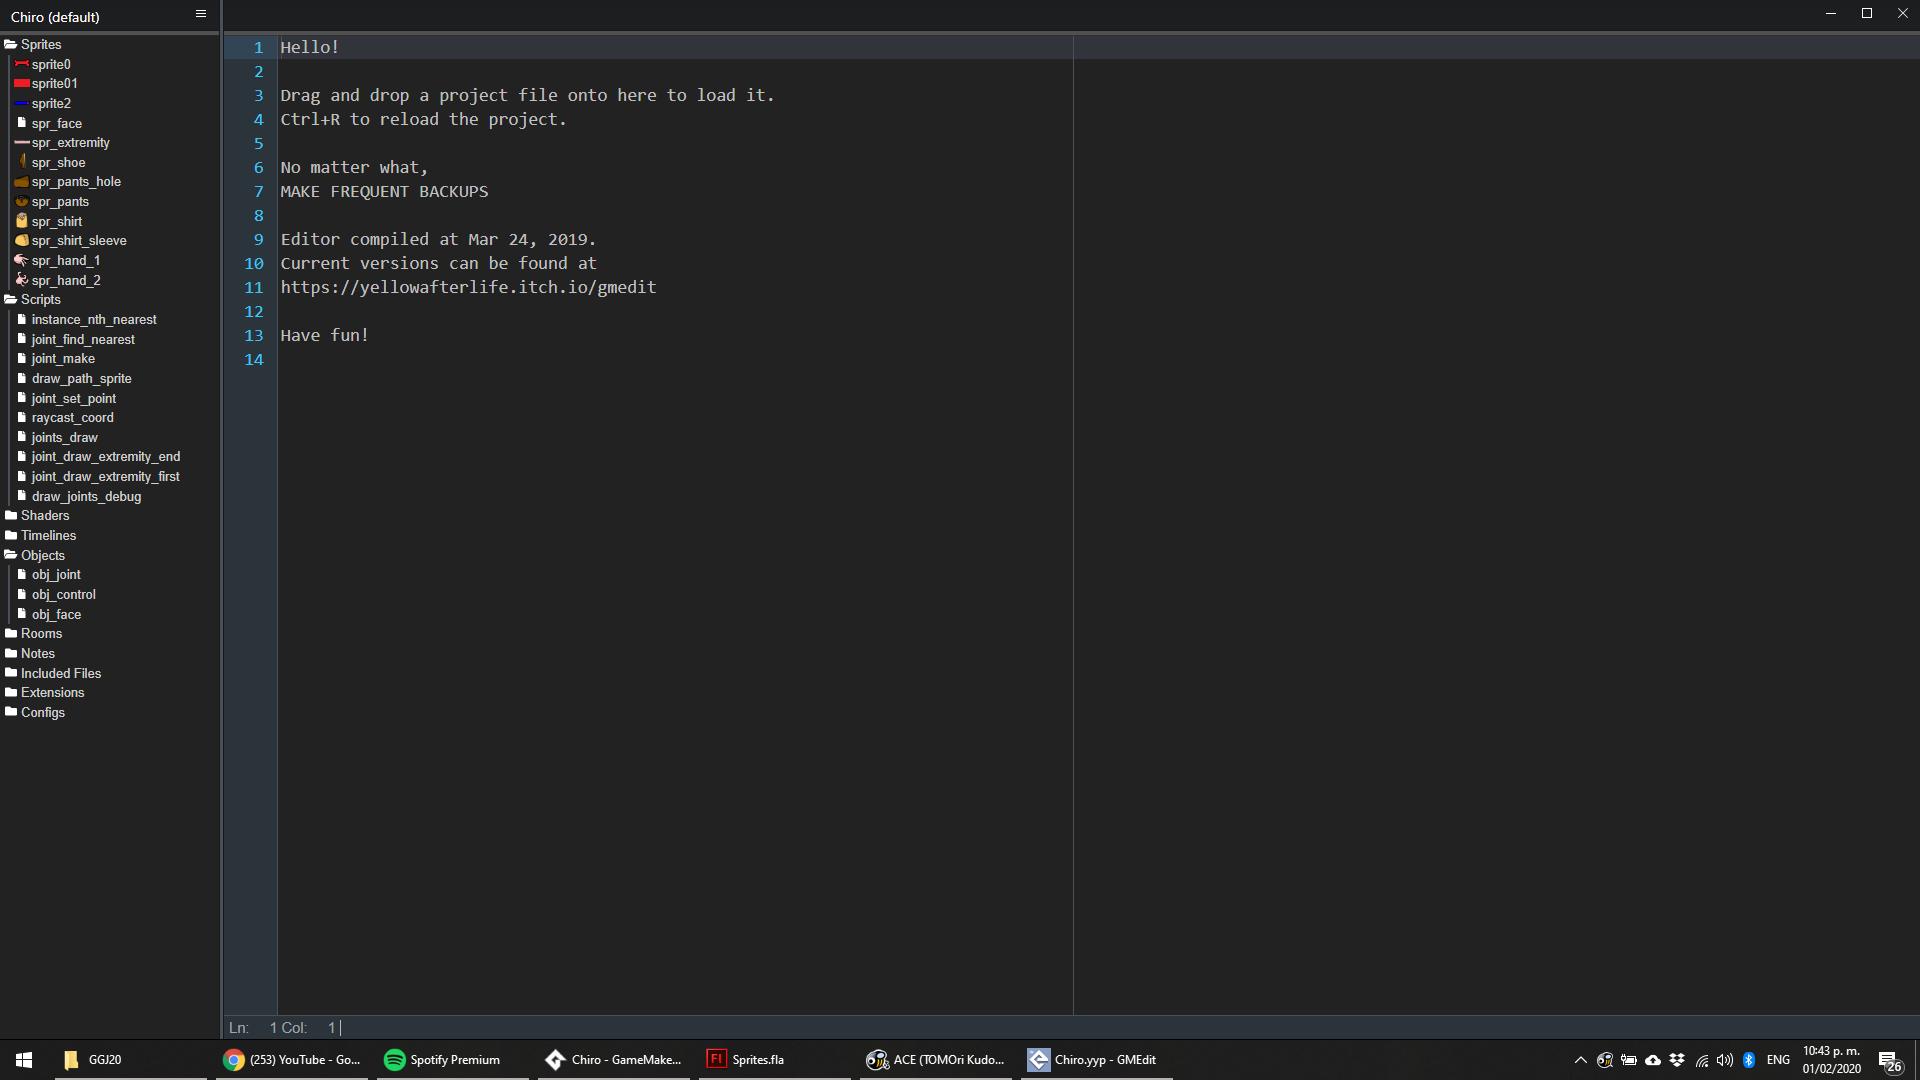 Chiro (default)
Sprites
sprite0
sprite01
sprite2
spr_face
spr_extremity
spr_shoe
spr_pants_hole
spr_pants
spr_shirt
spr_shirt_sleeve
spr_hand_1
spr_hand_2
Scripts
instance_nth_nearest
joint_find_nearest
joint_make
draw_path_sprite
joint_set_point
raycast_coord
joints_draw
joint_draw_extremity_end
joint_draw_extremity_first
draw_joints_debug
Shaders
Timelines
Objects
obj_joint
obj_control
obj_face
Rooms
Notes
Included Files
Extensions
Configs
1 Hello!
2
3 Drag and drop a project file onto here to load it.
4 Ctrl+R to reload the project.
5
6 No matter what,
7 MAKE FREQUENT BACKUPS
8
9 Editor compiled at Mar 24, 2019.
10 Current versions can be found at
11 https://yellowafterlife.itch.io/gmedit
12
13 Have fun!
14
Ln: 1 Col: 1
GGJ20
(253) YouTube - Go...
Spotify Premium
Chiro - GameMake...
Fl Sprites.fla
ACE (TOMOri Kudo...
Chiro.yyp - GMEdit
ENG
10:43 p. m.
01/02/2020
26